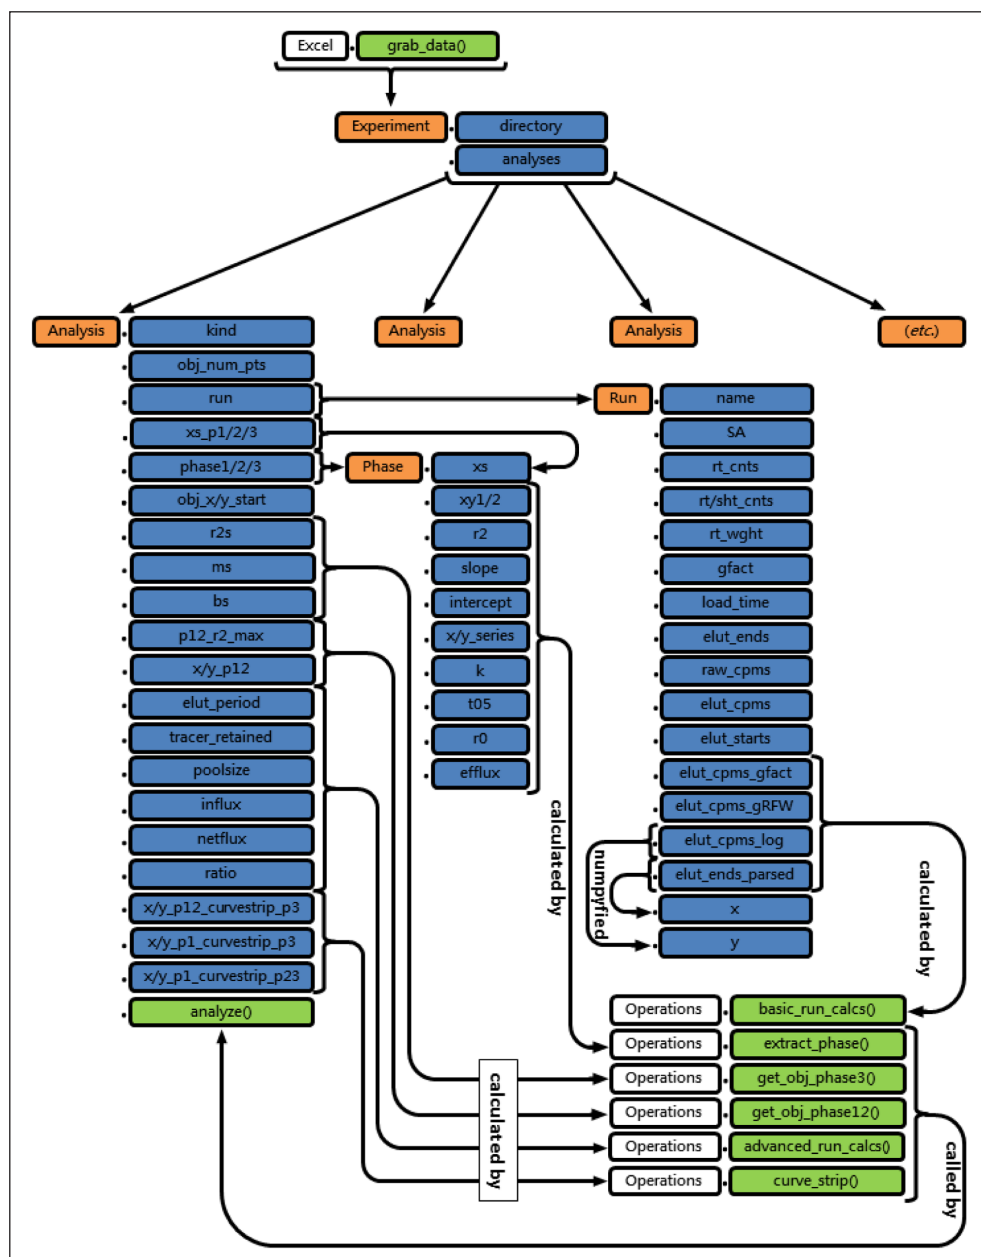 Excel . grab_data()
Experiment . directory
. analyses
Analysis . kind
Analysis
Analysis
(etc.)
. obj_num_pts
. run
. xs_p1/2/3
. phase1/2/3
. obj_x/y_start
. r2s
. ms
. bs
. p12_r2_max
. x/y_p12
. elut_period
. tracer_retained
. poolsize
. influx
. netflux
. ratio
. x/y_p12_curvestrip_p3
. x/y_p1_curvestrip_p3
. x/y_p1_curvestrip_p23
. analyze()
Phase . xs
. xy1/2
. r2
. slope
. intercept
. x/y_series
. k
. t05
. r0
. efflux
calculated by
Run . name
. SA
. rt_cnts
. rt/sht_cnts
. rt_wght
. gfact
. load_time
. elut_ends
. raw_cpms
. elut_cpms
. elut_starts
. elut_cpms_gfact
. elut_cpms_gRFW
. elut_cpms_log
. elut_ends_parsed
. x
. y
numpyfied
calculated by
Operations . basic_run_calcs()
Operations . extract_phase()
Operations . get_obj_phase3()
Operations . get_obj_phase12()
Operations . advanced_run_calcs()
Operations . curve_strip()
calculated by
called by